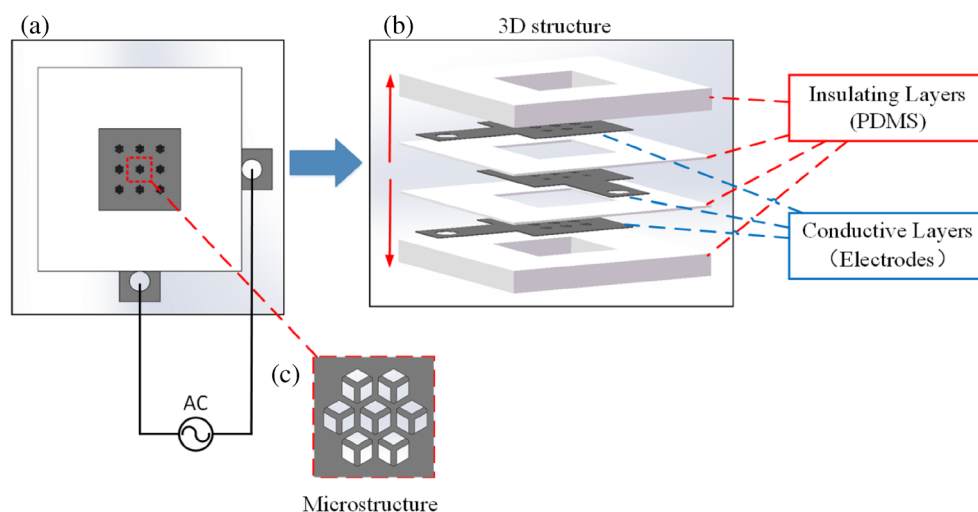 (a)
(b)
3D structure
Insulating Layers
(PDMS)
Conductive Layers
（Electrodes）
AC
(c)
Microstructure